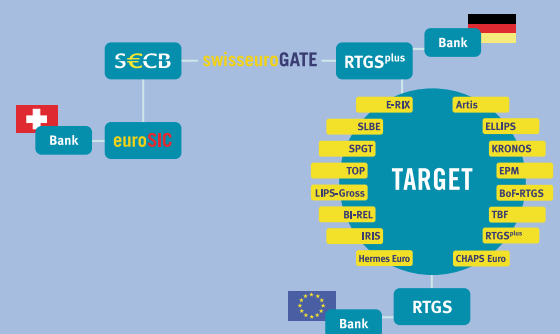 Bank
S€CB
swisseuroGATE
RTGSplus
Bank
euroSIC
E-RIX
Artis
SLBE
ELLIPS
SPGT
KRONOS
TOP
TARGET
EPM
LIPS-Gross
BoF-RTGS
BI-REL
TBF
IRIS
RTGSplus
Hermes Euro
CHAPS Euro
RTGS
Bank